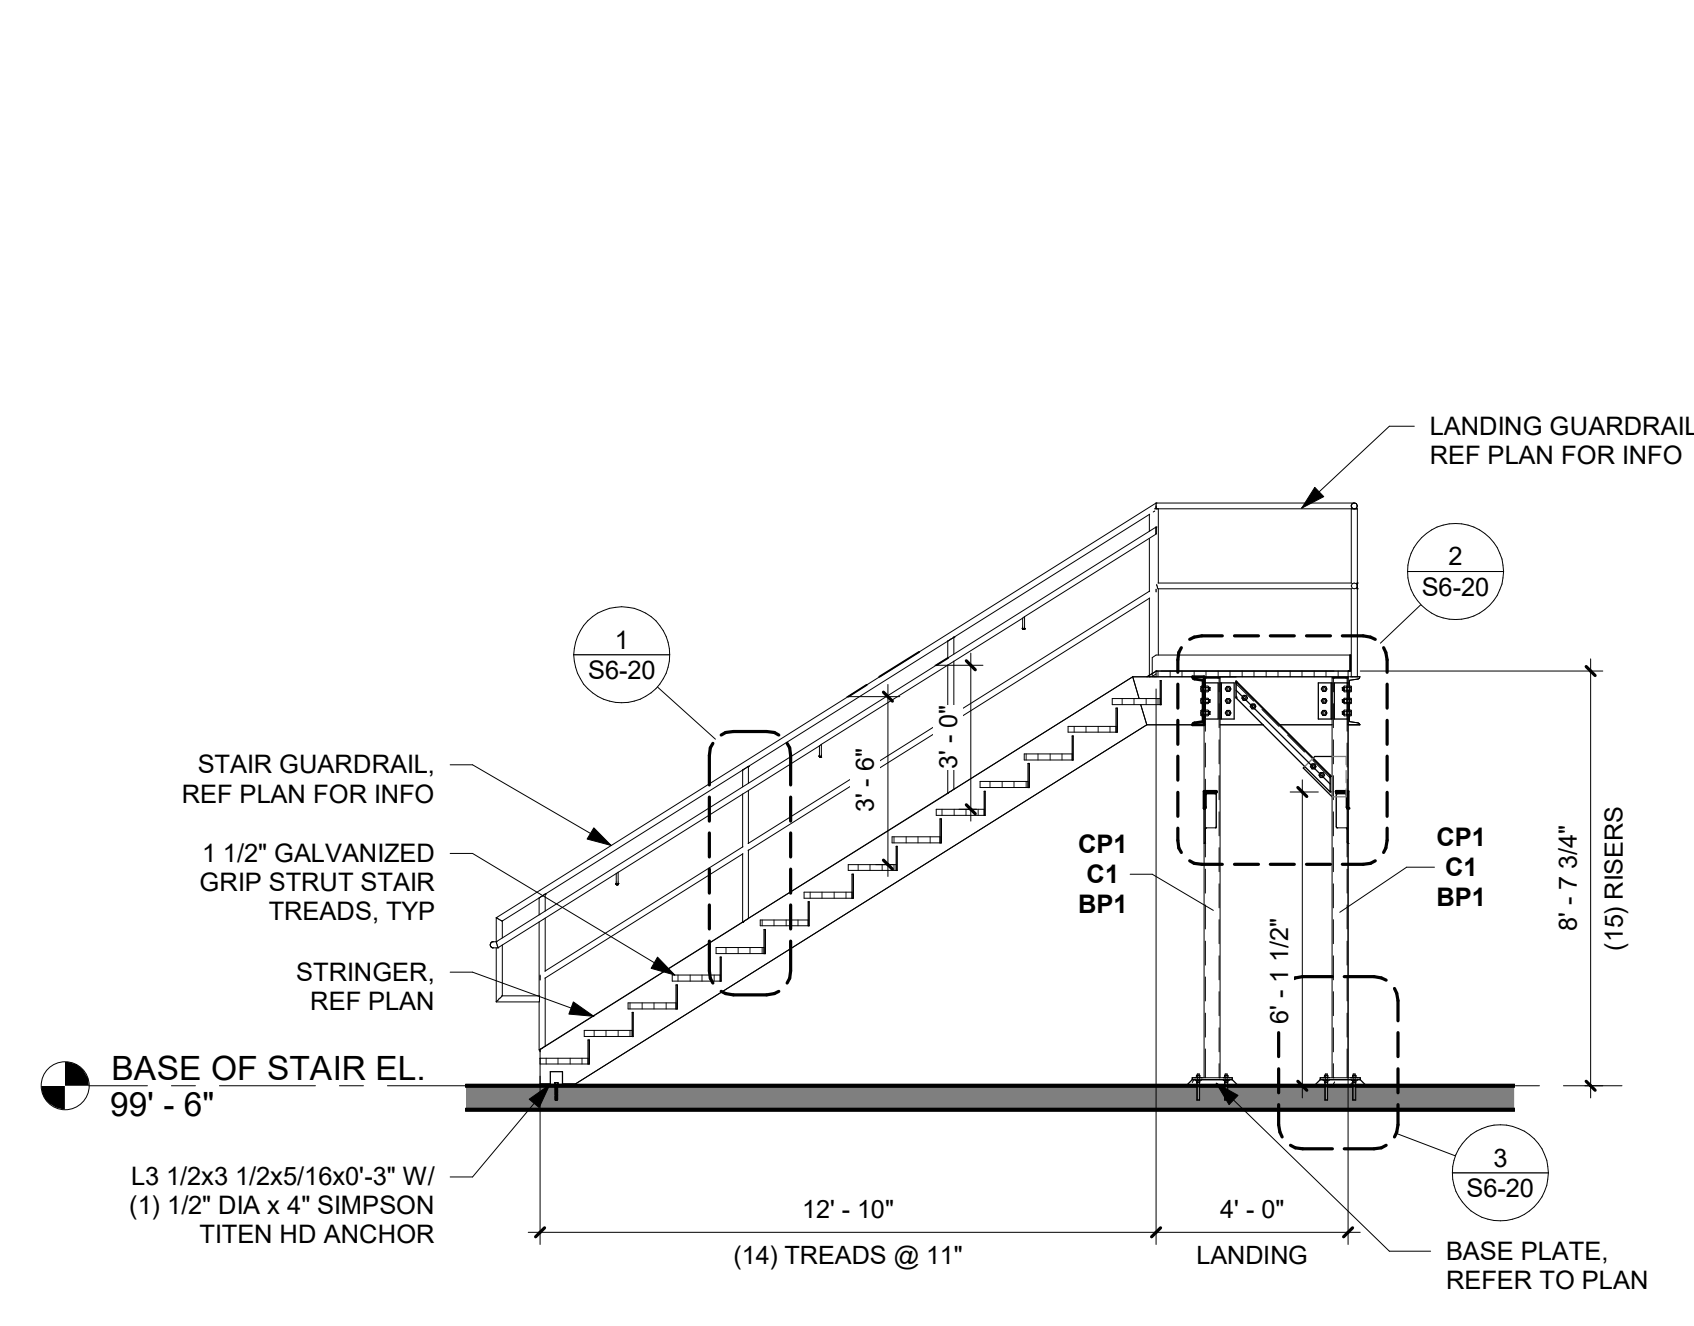 LANDING GUARDRAIL
REF PLAN FOR INFO
2
S6-20
1
S6-20
STAIR GUARDRAIL,
REF PLAN FOR INFO
1 1/2" GALVANIZED
GRIP STRUT STAIR
TREADS, TYP
STRINGER,
REF PLAN
3' - 6"
3' - 0"
CP1
C1
BP1
CP1
C1
BP1
6' - 1 1/2"
8' - 7 3/4"
(15) RISERS
BASE OF STAIR EL.
99' - 6"
L3 1/2x3 1/2x5/16x0'-3" W/
(1) 1/2" DIA x 4" SIMPSON
TITEN HD ANCHOR
12' - 10"
(14) TREADS @ 11"
4' - 0"
LANDING
3
S6-20
BASE PLATE,
REFER TO PLAN